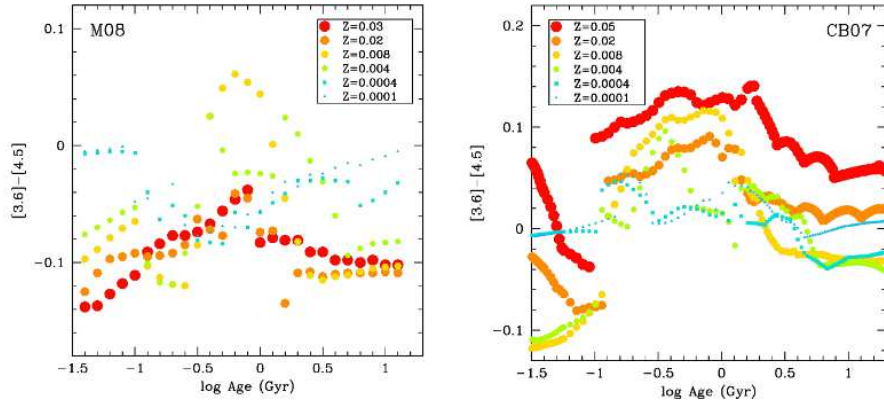 M08
Z=0.03
Z=0.02
Z=0.008
Z=0.004
Z=0.0004
Z=0.0001
0.1
0
-0.1
[3.6]-[4.5]
-1.5
-1
-0.5
0
0.5
1
log Age (Gyr)
CB07
Z=0.05
Z=0.02
Z=0.008
Z=0.004
Z=0.0004
Z=0.0001
0.2
0.1
0
-0.1
[3.6]-[4.5]
-1.5
-1
-0.5
0
0.5
1
log Age (Gyr)